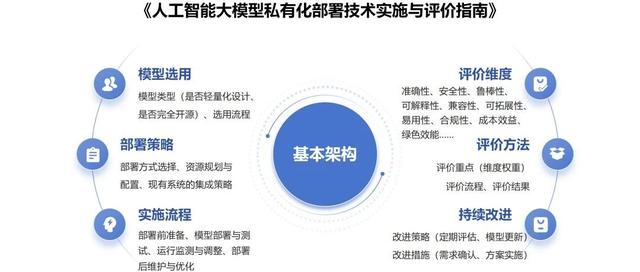 《人工智能大模型私有化部署技术实施与评价指南》
模型选用
模型类型（是否轻量化设计、
是否完全开源）、选用流程
部署策略
部署方式选择、资源规划与
配置、现有系统的集成策略
实施流程
部署前准备、模型部署与测
试、运行监测与调整、部署
后维护与优化
基本架构
评价维度
准确性、安全性、鲁棒性、
可解释性、兼容性、可拓展性、
易用性、合规性、成本效益、
绿色效能......
评价方法
评价重点（维度权重）
评价流程、评价结果
持续改进
改进策略（定期评估、模型更新）
改进措施（需求确认、方案实施）